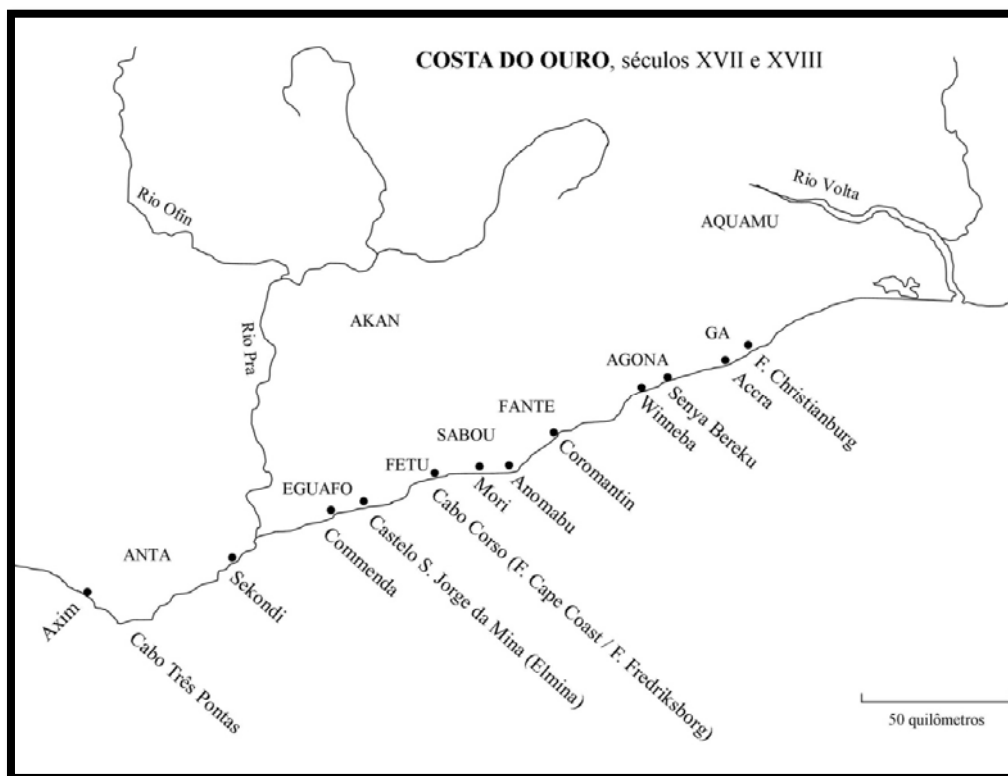 COSTA DO OURO, séculos XVII e XVIII
Rio Ofin
Rio Volta
AQUAMU
Rio Pra
AKAN
GA
F. Christianburg
Accra
AGONA
Senya Bereku
Winneba
FANTE
Coromantin
SABOU
Anomabu
Mori
FETU
Cabo Corso (F. Cape Coast / F. Fredriksborg)
EGUAFO
Castelo S. Jorge da Mina (Elmina)
Commenda
ANTA
Sekondi
Axim
Cabo Três Pontas
50 quilômetros